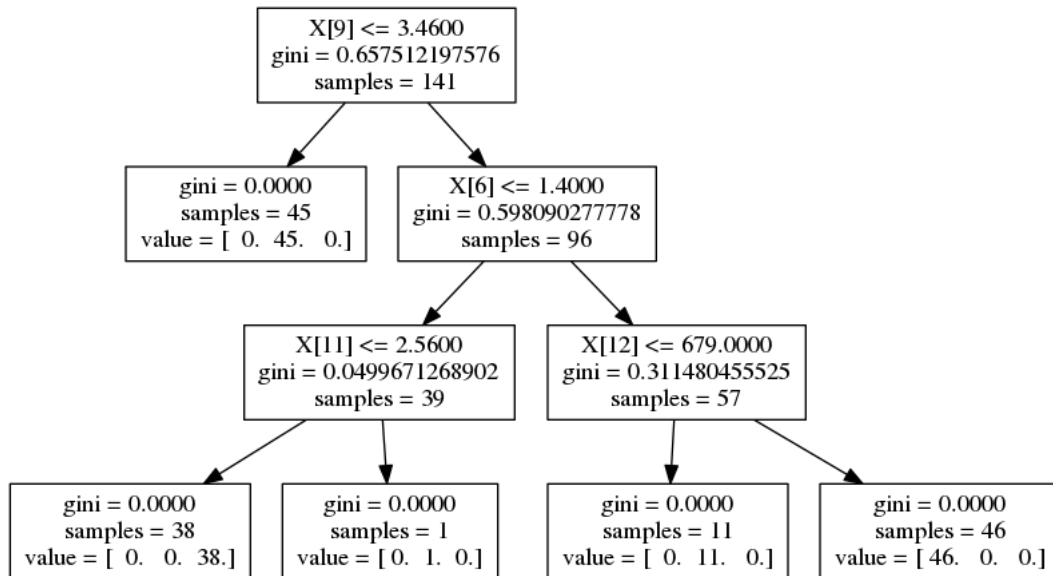 X[9] <= 3.4600
gini = 0.657512197576
samples = 141
gini = 0.0000
samples = 45
value = [  0.  45.   0.]
X[6] <= 1.4000
gini = 0.598090277778
samples = 96
X[11] <= 2.5600
gini = 0.0499671268902
samples = 39
X[12] <= 679.0000
gini = 0.311480455525
samples = 57
gini = 0.0000
samples = 38
value = [  0.   0.  38.]
gini = 0.0000
samples = 1
value = [ 0.  1.  0.]
gini = 0.0000
samples = 11
value = [  0.  11.   0.]
gini = 0.0000
samples = 46
value = [ 46.   0.   0.]